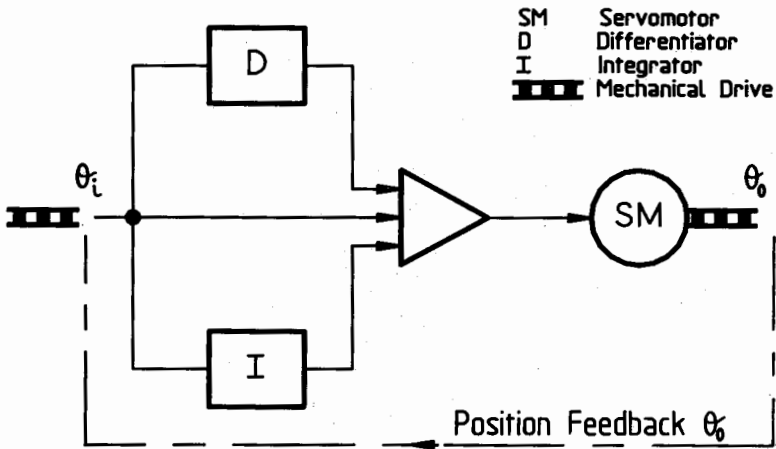 SM Servomotor
D Differentiator
I Integrator
Mechanical Drive
D
θi
θo
SM
I
Position Feedback θo